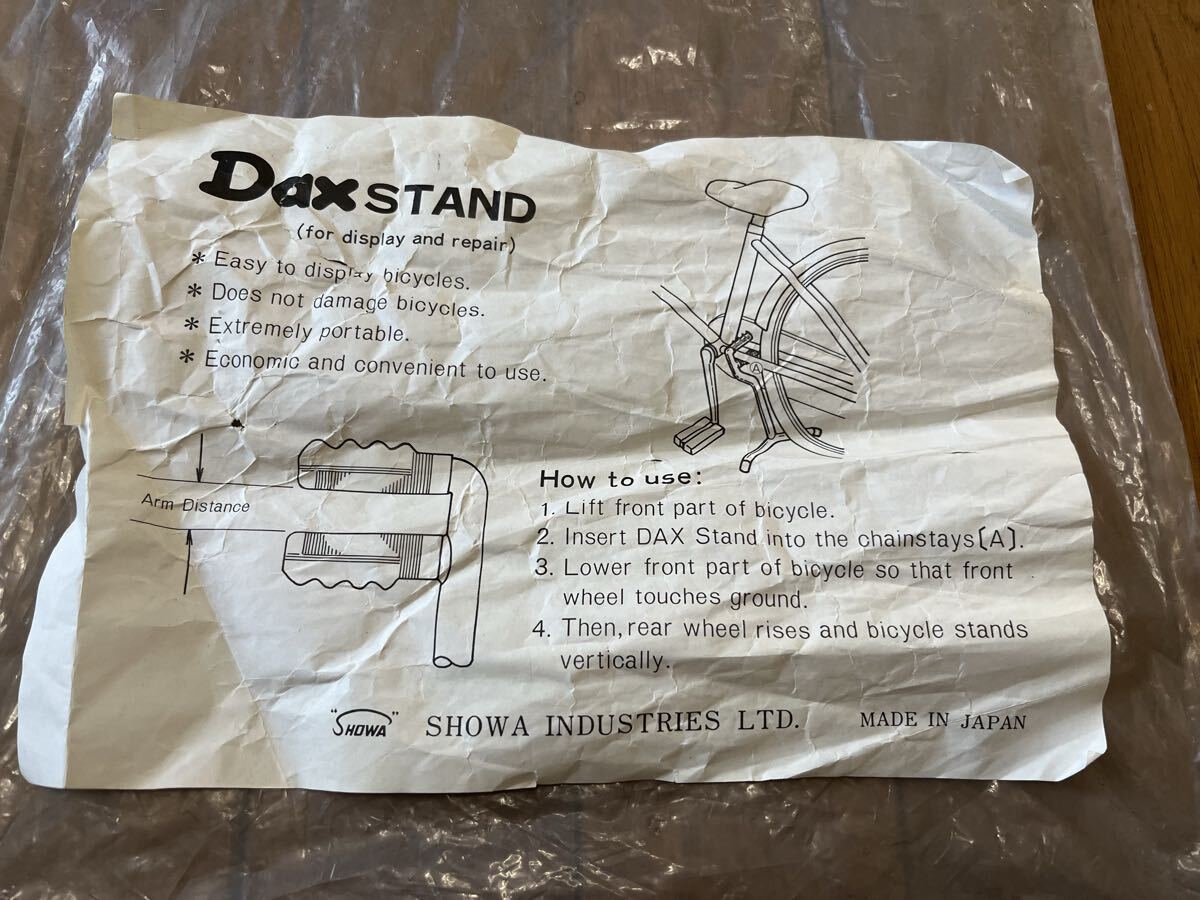 Dax STAND
(for display and repair)
* Easy to display bicycles.
* Does not damage bicycles.
* Extremely portable.
* Economic and convenient to use.
A
Arm Distance
How to use:
1. Lift front part of bicycle.
2. Insert DAX Stand into the chainstays[A].
3. Lower front part of bicycle so that front
wheel touches ground.
4. Then, rear wheel rises and bicycle stands
vertically.
"SHOWA" SHOWA INDUSTRIES LTD. MADE IN JAPAN